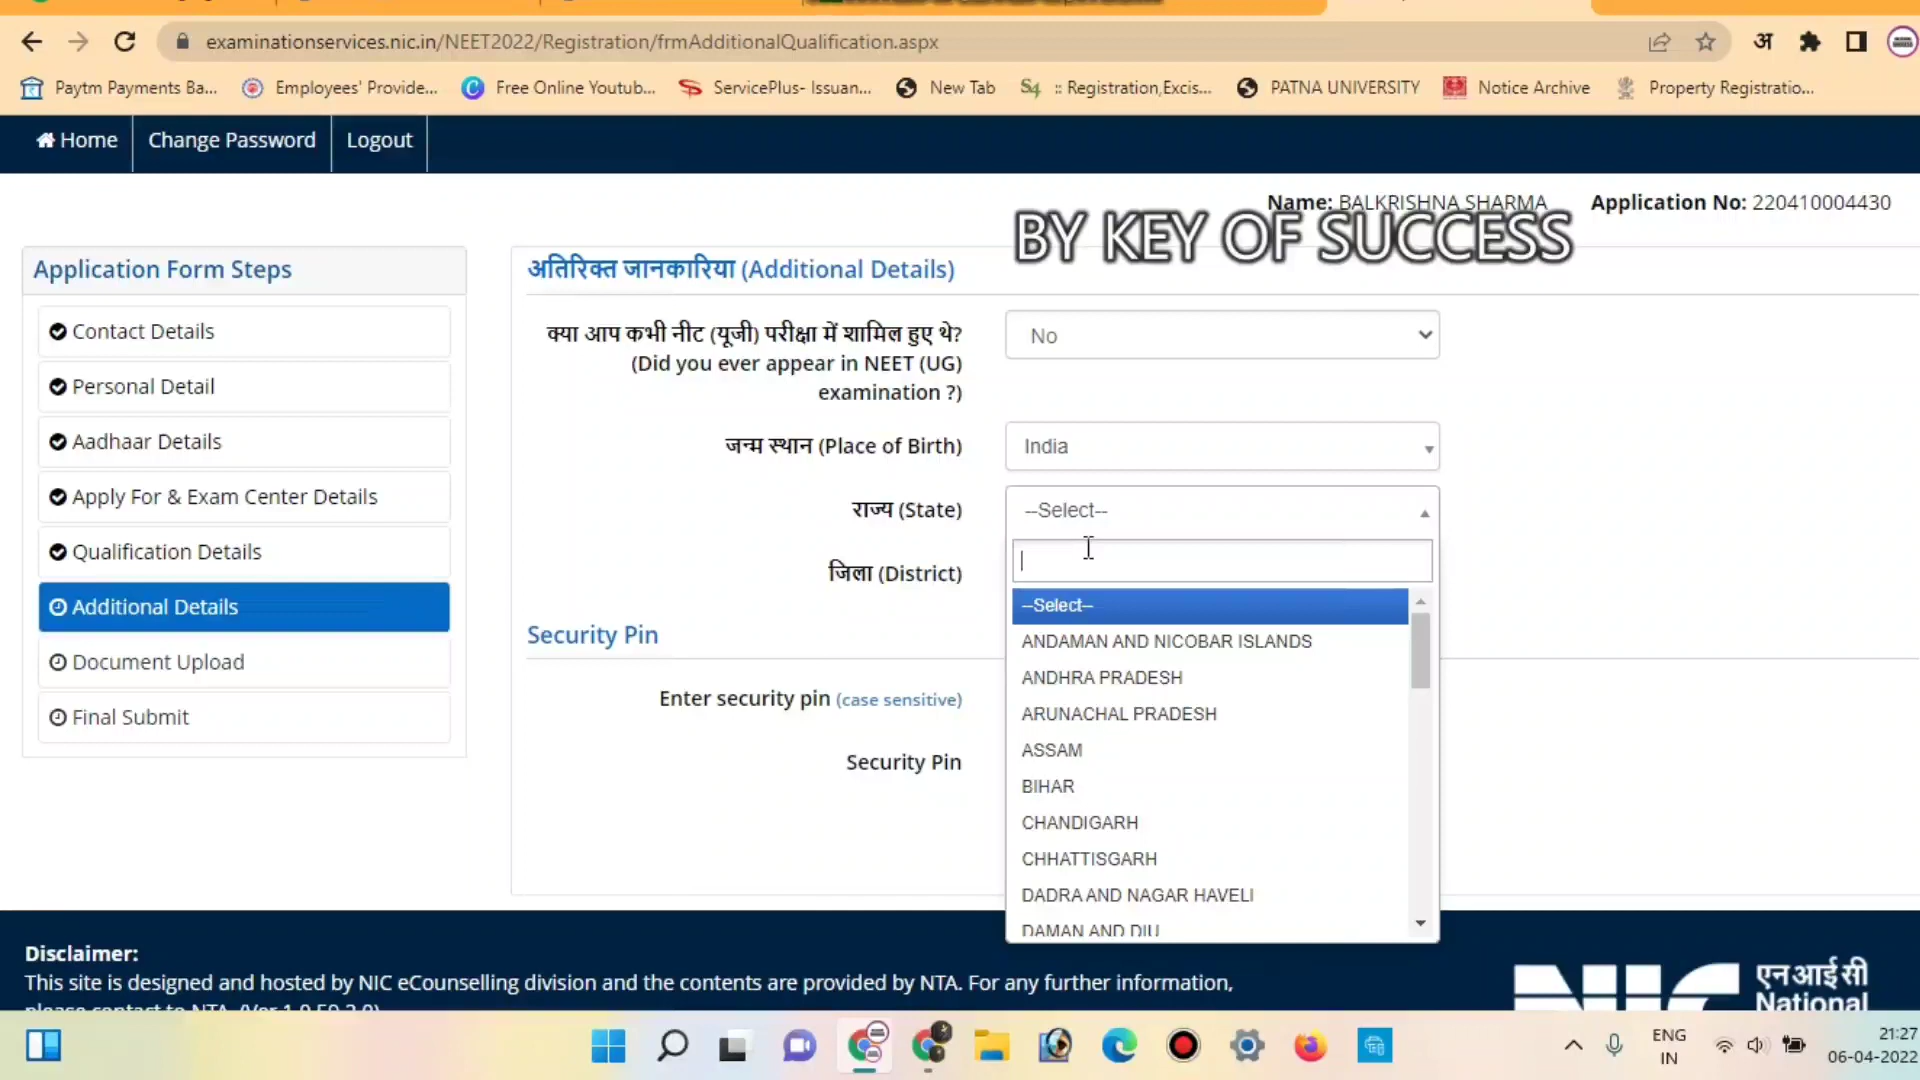 examinationservices.nic.in/NEET2022/Registration/frmAdditionalQualification.aspx
अ
Paytm Payments Ba...
Employees' Provide...
Free Online Youtub...
ServicePlus- Issuan...
New Tab
:: Registration,Excis...
PATNA UNIVERSITY
Notice Archive
Property Registratio...
Home
Change Password
Logout
Name: BALKRISHNA SHARMA
Application No: 220410004430
BY KEY OF SUCCESS
Application Form Steps
Contact Details
Personal Detail
Aadhaar Details
Apply For & Exam Center Details
Qualification Details
Additional Details
Document Upload
Final Submit
अतिरिक्त जानकारिया (Additional Details)
क्या आप कभी नीट (यूजी) परीक्षा में शामिल हुए थे?
(Did you ever appear in NEET (UG)
examination ?)
No
जन्म स्थान (Place of Birth)
India
राज्य (State)
--Select--
जिला (District)
--Select--
ANDAMAN AND NICOBAR ISLANDS
ANDHRA PRADESH
ARUNACHAL PRADESH
ASSAM
BIHAR
CHANDIGARH
CHHATTISGARH
DADRA AND NAGAR HAVELI
DAMAN AND DIU
Security Pin
Enter security pin (case sensitive)
Security Pin
Disclaimer:
This site is designed and hosted by NIC eCounselling division and the contents are provided by NTA. For any further information,
please contact to NTA.
NIC
एनआईसी
National
ENG
IN
21:27
06-04-2022